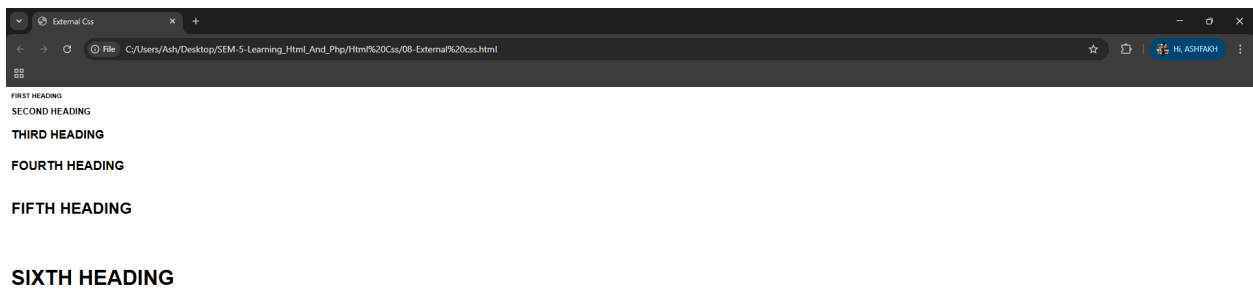 External Css
File C:/Users/Ash/Desktop/SEM-5-Learning_Html_And_Php/Html%20Css/08-External%20css.html
Hi, ASHFAKH
FIRST HEADING
SECOND HEADING
THIRD HEADING
FOURTH HEADING
FIFTH HEADING
SIXTH HEADING